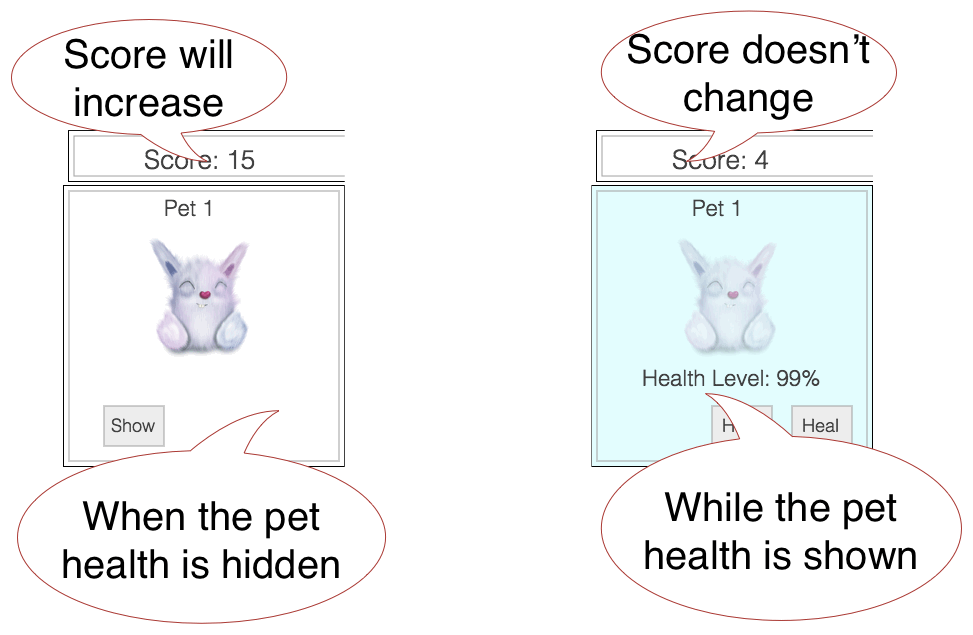 Score will
increase
Score: 15
Pet 1
Show
When the pet
health is hidden
Score doesn't
change
Score: 4
Pet 1
Health Level: 99%
Heal
While the pet
health is shown